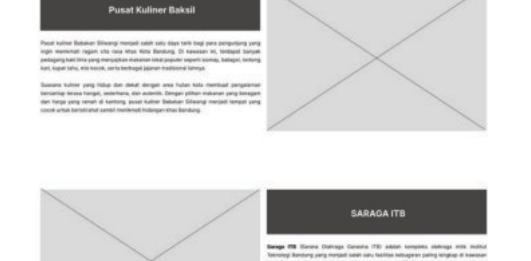 Pusat Kuliner Baksil
Pusat kuliner Babakan Siliwangi menjadi salah satu daya tarik bagi para pengunjung yang
ingin menikmati ragam cita rasa khas Kota Bandung. Di kawasan ini, terdapat banyak
pedagang kaki lima yang menyajikan makanan lokal populer seperti somay, batagor, lontong
kari, kupat tahu, mie kocok, serta berbagai jajanan tradisional lainnya.
Suasana kuliner yang hidup dan dekat dengan area hutan kota membuat pengalaman
bersantap terasa hangat, sederhana, dan autentik. Dengan pilihan makanan yang beragam
dan harga yang ramah di kantong, pusat kuliner Babakan Siliwangi menjadi tempat yang
cocok untuk beristirahat sambil menikmati hidangan khas Bandung.
SARAGA ITB
Saraga ITB (Sarana Olahraga Ganesha ITB) adalah kompleks olahraga milik Institut
Teknologi Bandung yang menjadi salah satu fasilitas kebugaran paling lengkap di kawasan